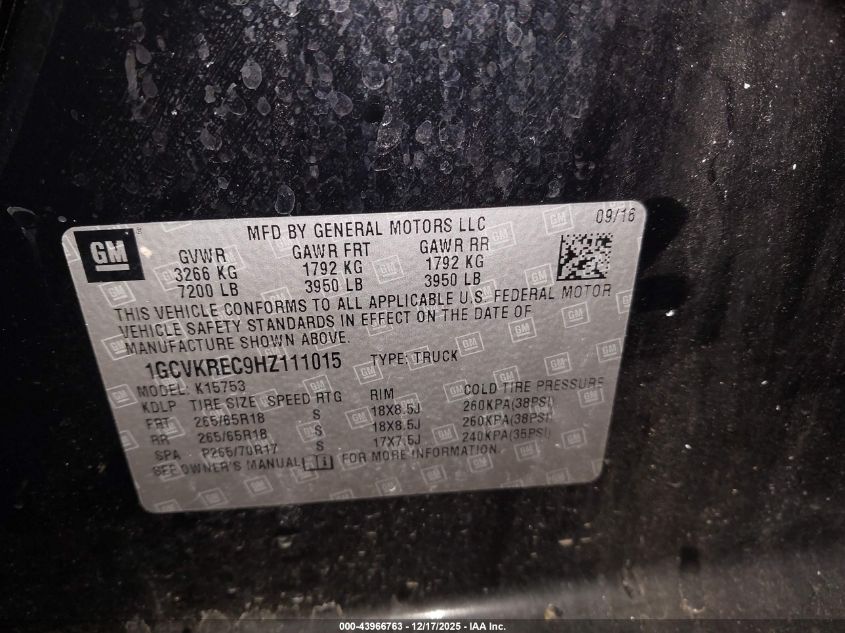 GM
MFD BY GENERAL MOTORS LLC
09/16
GVWR GAWR FRT GAWR RR
3266 KG 1792 KG 1792 KG
7200 LB 3950 LB 3950 LB
THIS VEHICLE CONFORMS TO ALL APPLICABLE U.S. FEDERAL MOTOR
VEHICLE SAFETY STANDARDS IN EFFECT ON THE DATE OF
MANUFACTURE SHOWN ABOVE.
1GCVKREC9HZ111015 TYPE: TRUCK
MODEL: K15753
KDLP TIRE SIZE SPEED RTG RIM COLD TIRE PRESSURE
FRT 265/65R18 S 18X8.5J 260KPA(38PSI)
RR 265/65R18 S 18X8.5J 260KPA(38PSI)
SPA P265/70R17 S 17X7.5J 240KPA(35PSI)
SEE OWNER'S MANUAL FOR MORE INFORMATION.
000-43966763 - 12/17/2025 - IAA Inc.